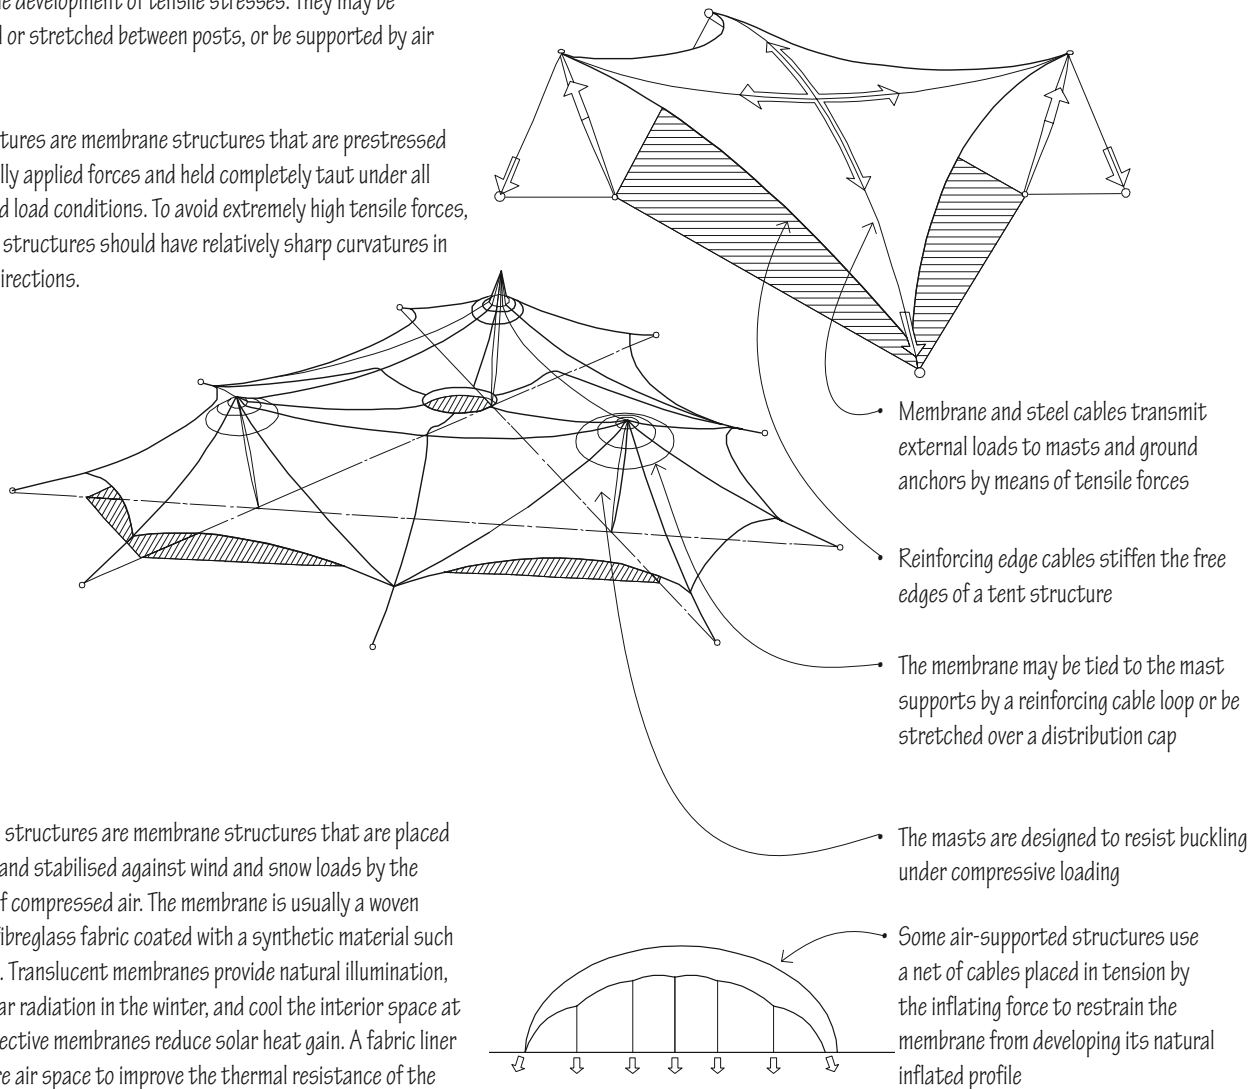 development of tensile stresses. They may be
or stretched between posts, or be supported by air
tures are membrane structures that are prestressed
lly applied forces and held completely taut under all
d load conditions. To avoid extremely high tensile forces,
structures should have relatively sharp curvatures in
irections.
Membrane and steel cables transmit
external loads to masts and ground
anchors by means of tensile forces
Reinforcing edge cables stiffen the free
edges of a tent structure
The membrane may be tied to the mast
supports by a reinforcing cable loop or be
stretched over a distribution cap
The masts are designed to resist buckling
under compressive loading
structures are membrane structures that are placed
and stabilised against wind and snow loads by the
f compressed air. The membrane is usually a woven
fibreglass fabric coated with a synthetic material such
. Translucent membranes provide natural illumination,
ar radiation in the winter, and cool the interior space at
ective membranes reduce solar heat gain. A fabric liner
re air space to improve the thermal resistance of the
Some air-supported structures use
a net of cables placed in tension by
the inflating force to restrain the
membrane from developing its natural
inflated profile